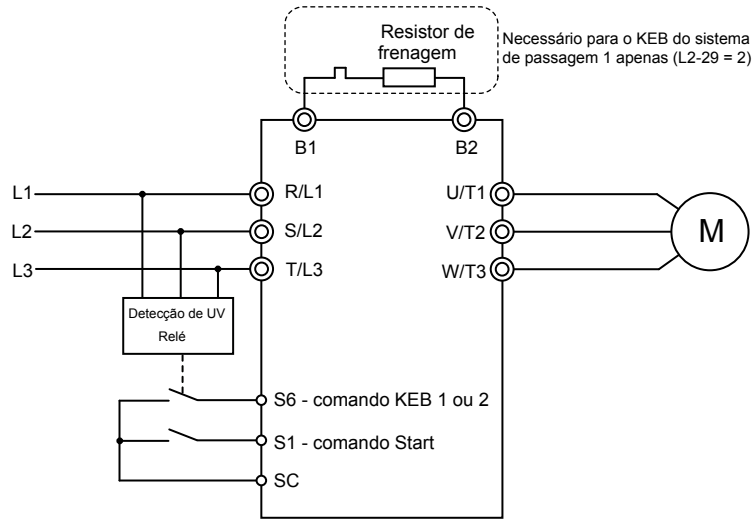 Resistor de
frenagem
Necessário para o KEB do sistema
de passagem 1 apenas (L2-29 = 2)
B1
B2
L1
R/L1
U/T1
L2
S/L2
V/T2
M
L3
T/L3
W/T3
Detecção de UV
Relé
S6 - comando KEB 1 ou 2
S1 - comando Start
SC